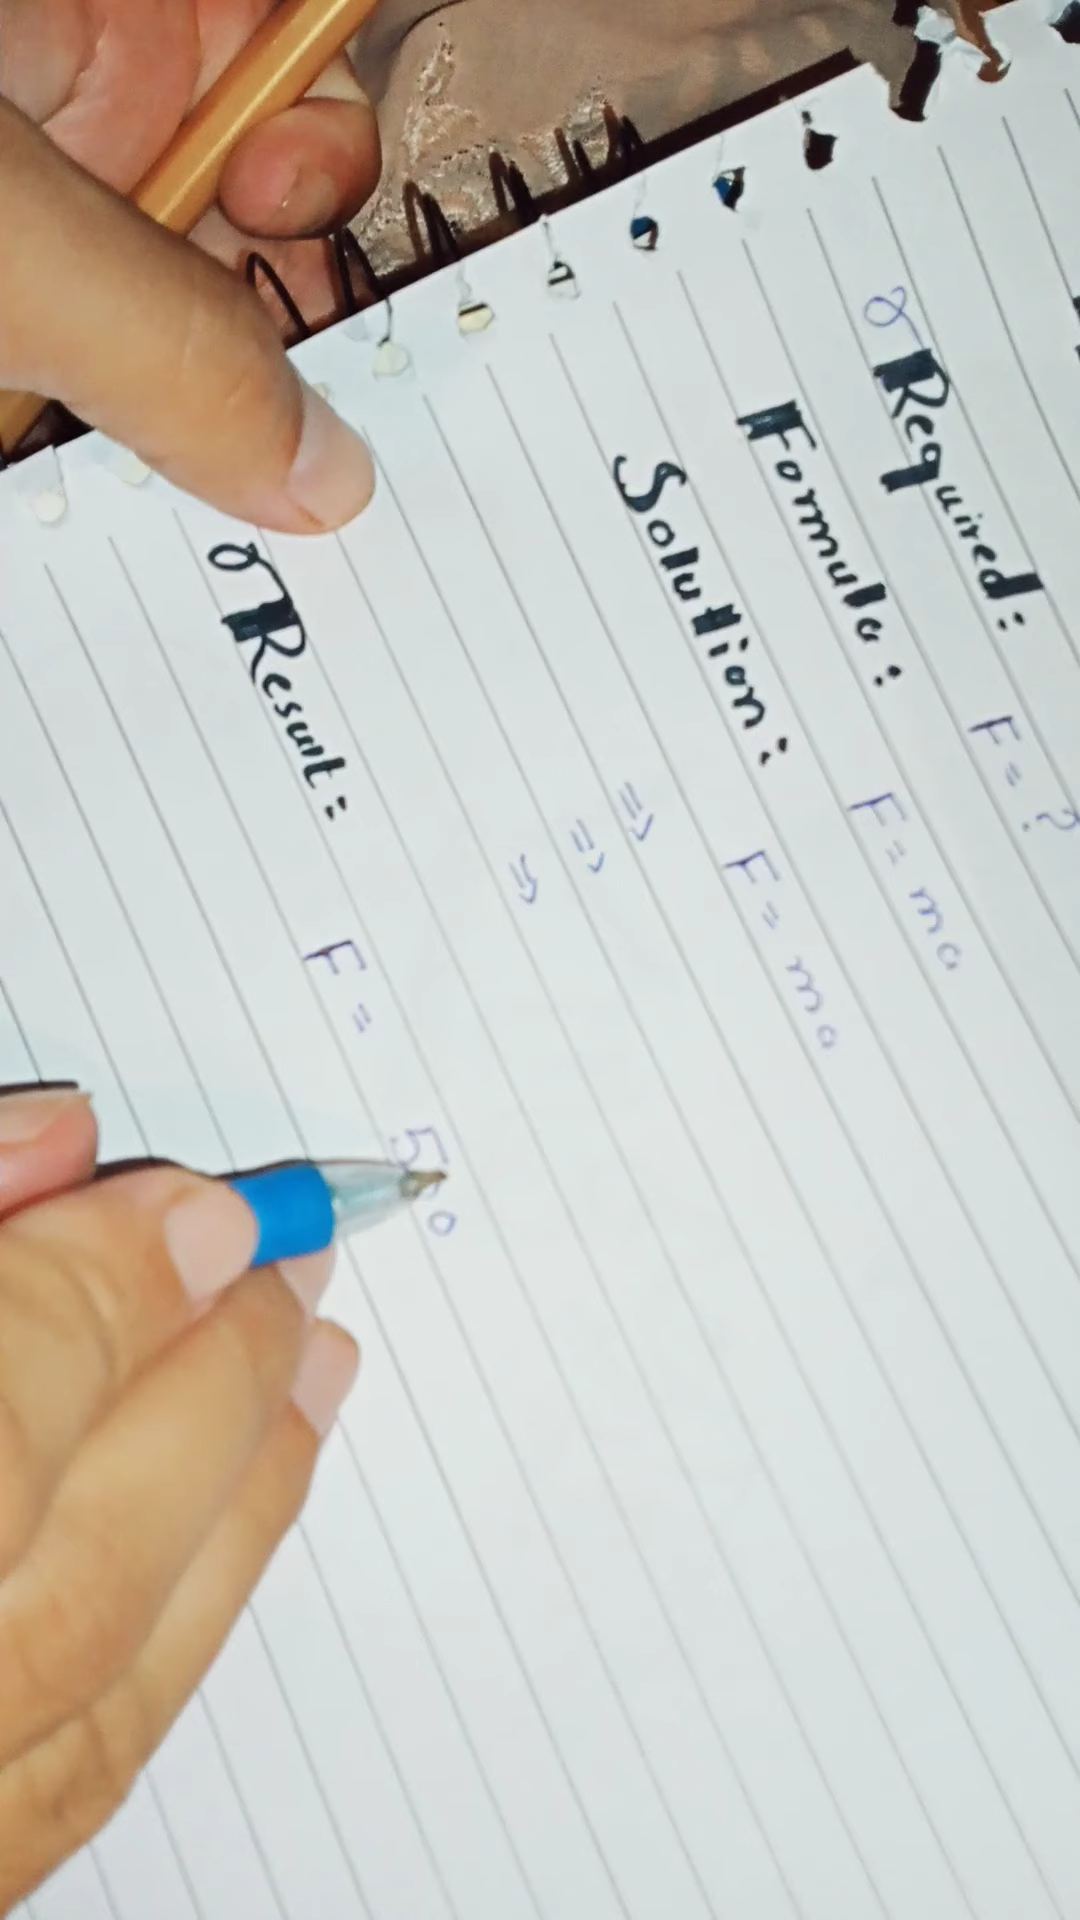 Required: F = ?
Formula: F = ma
Solution: F = ma
=>
=>
=>
Result: F =